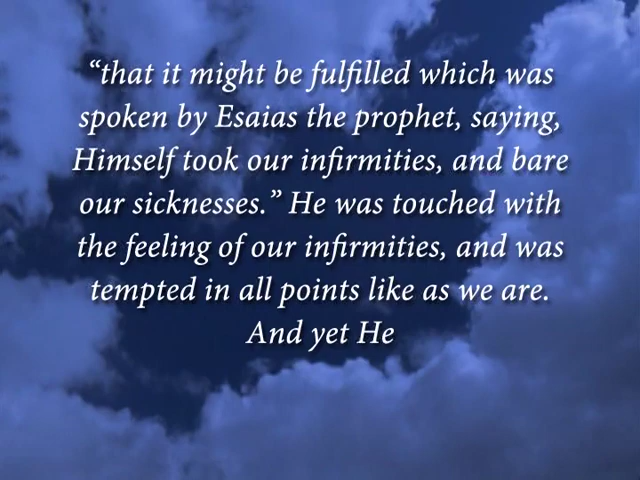 “that it might be fulfilled which was
spoken by Esaias the prophet, saying,
Himself took our infirmities, and bare
our sicknesses.” He was touched with
the feeling of our infirmities, and was
tempted in all points like as we are.
And yet He